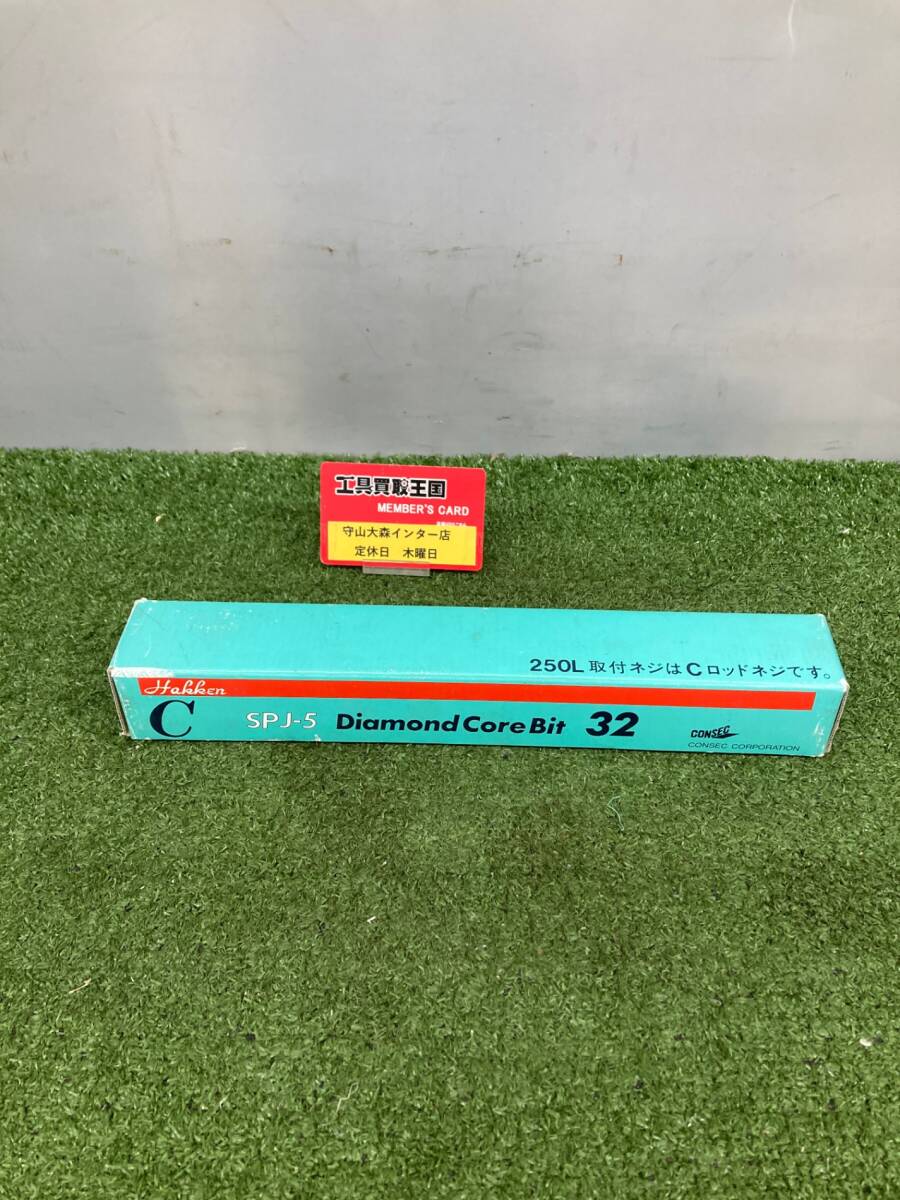 工具買取王国
MEMBER'S CARD
守山大森インター店
定休日 木曜日
250L 取付ネジはCロッドネジです。
Hakken
C SPJ-5 Diamond Core Bit 32
CONSEC
CONSEC CORPORATION